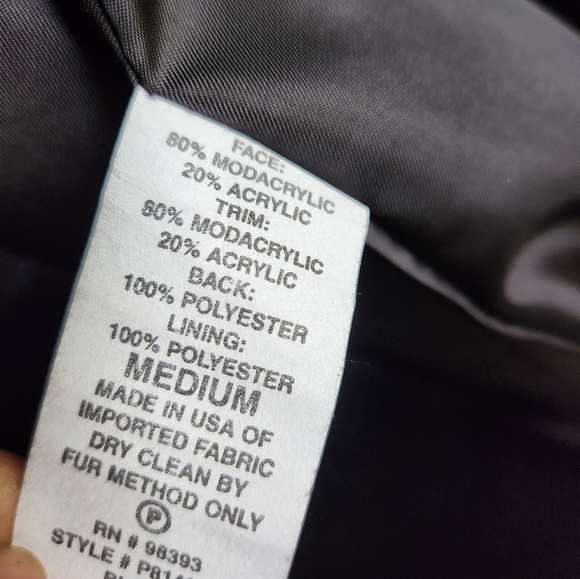 FACE:
80% MODACRYLIC
20% ACRYLIC
TRIM:
80% MODACRYLIC
20% ACRYLIC
BACK:
100% POLYESTER
LINING:
100% POLYESTER
MEDIUM
MADE IN USA OF
IMPORTED FABRIC
DRY CLEAN BY
FUR METHOD ONLY
P
RN # 98393
STYLE #